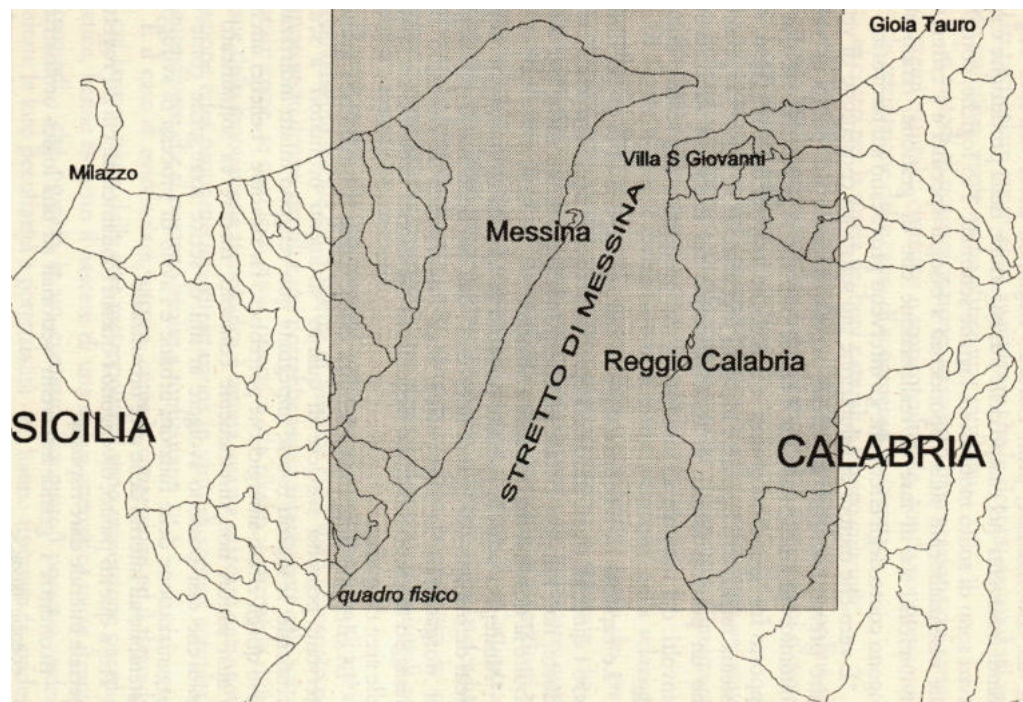 Gioia Tauro
Milazzo
Villa S Giovanni
Messina
STRETTO DI MESSINA
Reggio Calabria
SICILIA
CALABRIA
quadro fisico